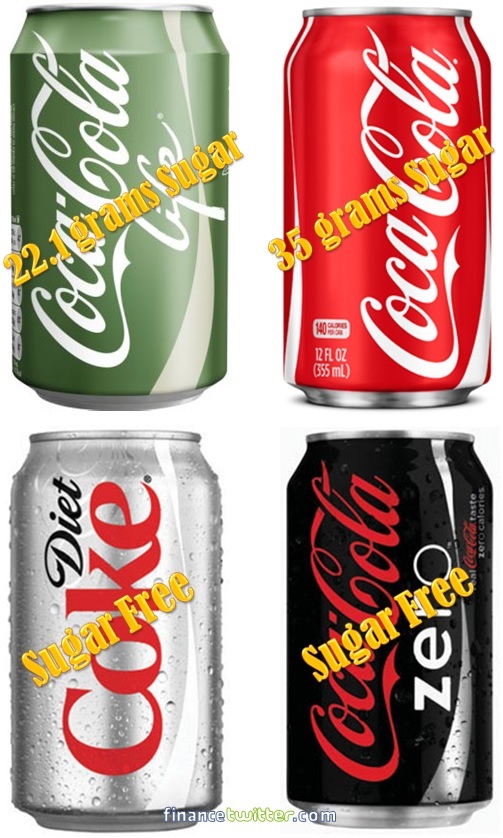 Coca-Cola life
22.1 grams Sugar
Coca-Cola
35 grams Sugar
140 CALORIES
PER CAN
12 FL OZ
(355 mL)
Diet
Coke
Sugar Free
Coca-Cola
zero
Coca-Cola taste
zero calories
Sugar Free
financetwitter.com